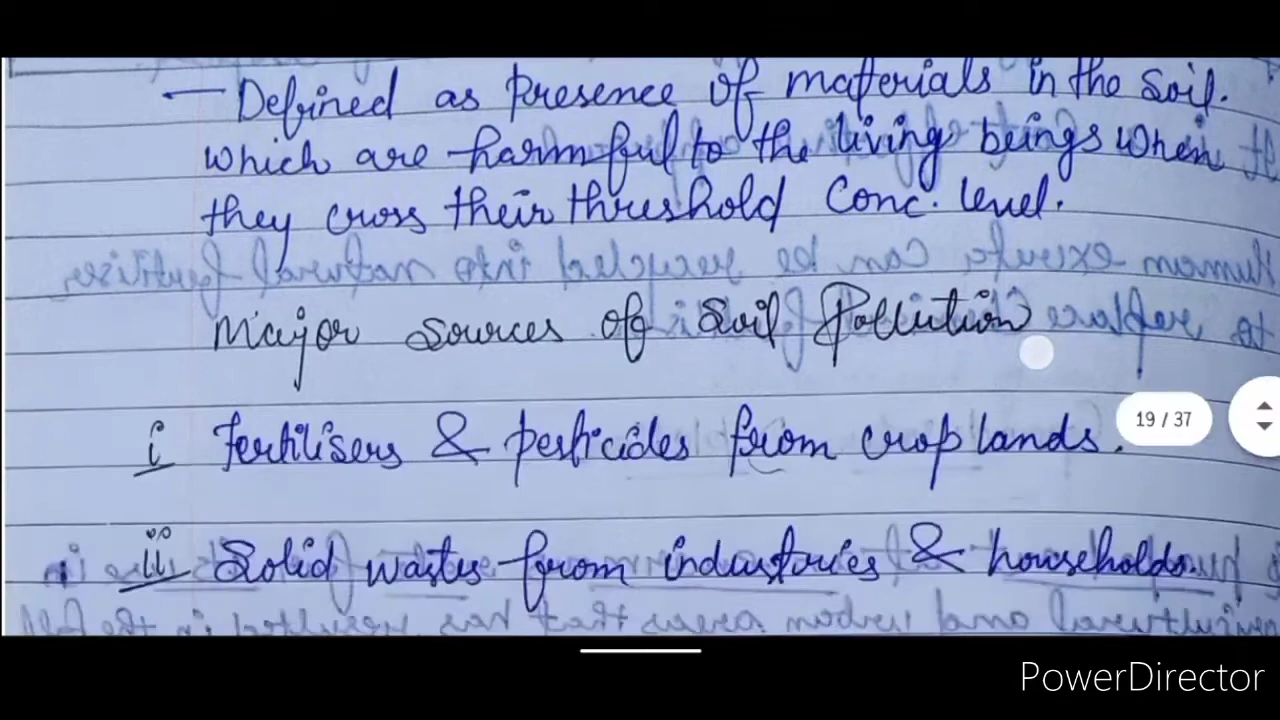 — Defined as presence of materials in the soil.
which are harmful to the living beings when
they cross their threshold conc. level.
Major sources of Soil Pollution
i Fertilisers & pesticides from crop lands.
19 / 37
ii Solid wastes from industries & households.
PowerDirector